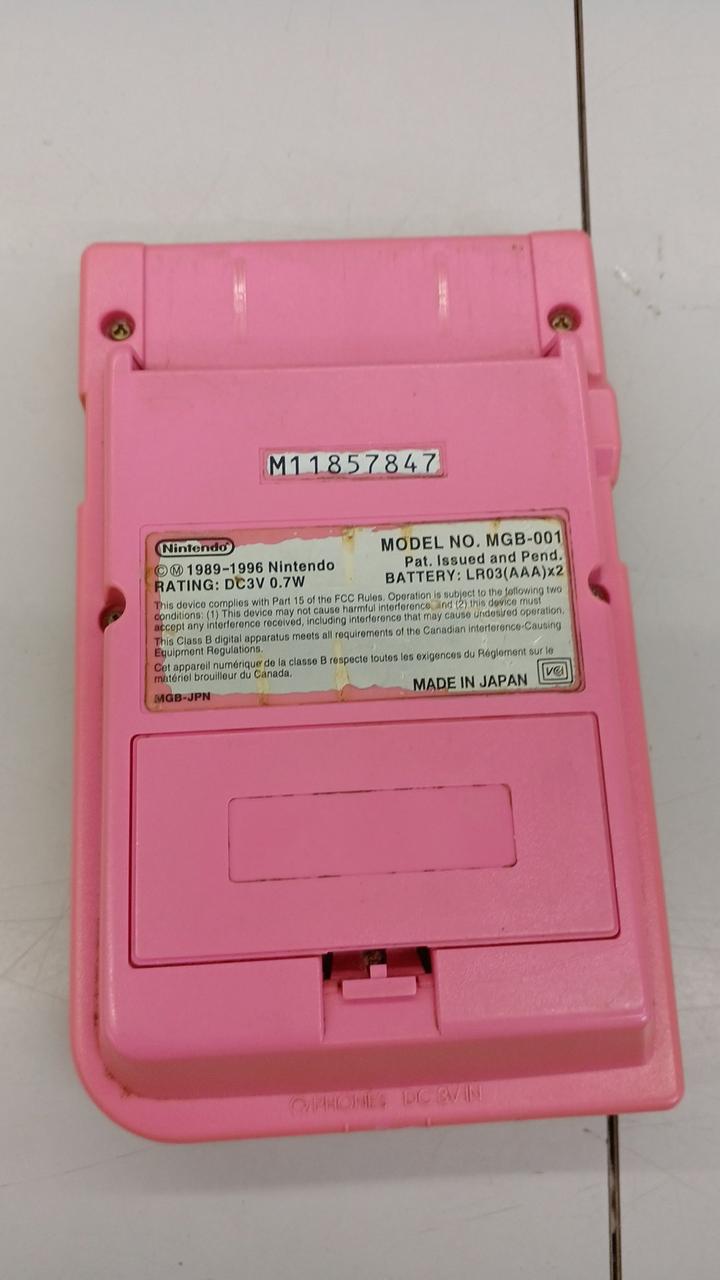 M11857847
Nintendo
MODEL NO. MGB-001
©Ⓜ 1989-1996 Nintendo
Pat. Issued and Pend.
RATING: DC3V 0.7W
BATTERY: LR03(AAA)x2
This device complies with Part 15 of the FCC Rules. Operation is subject to the following two
conditions: (1) This device may not cause harmful interference, and (2) this device must
accept any interference received, including interference that may cause undesired operation.
This Class B digital apparatus meets all requirements of the Canadian Interference-Causing
Equipment Regulations.
Cet appareil numérique de la classe B respecte toutes les exigences du Réglement sur le
matériel brouilleur du Canada.
MADE IN JAPAN
MGB-JPN
PHONES DC 3V IN